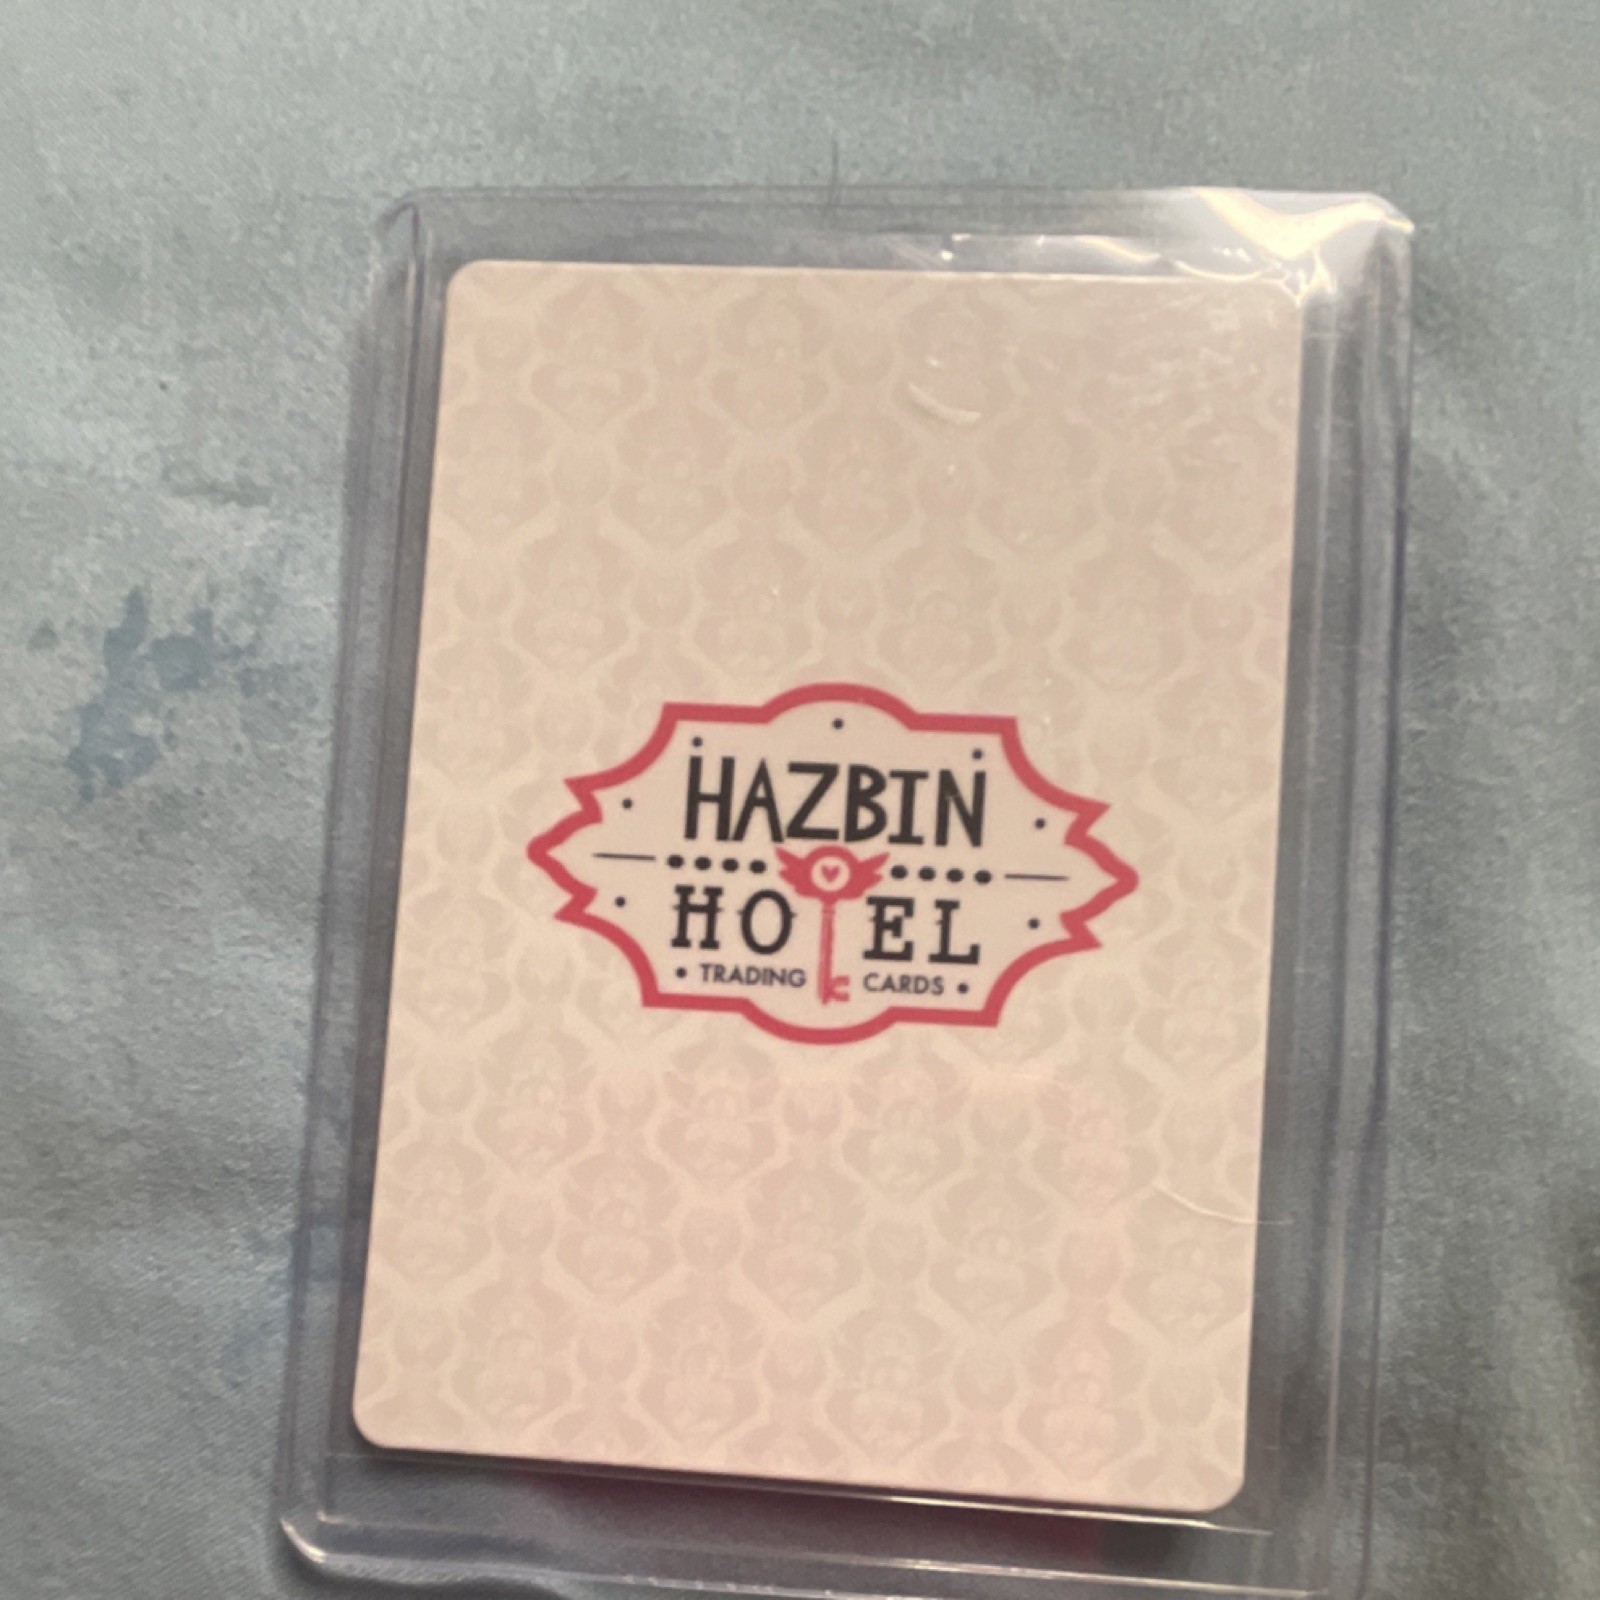 HAZBIN
HOTEL
• TRADING CARDS •